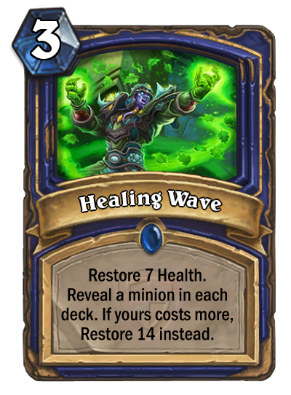 3
Healing Wave
Restore 7 Health.
Reveal a minion in each
deck. If yours costs more,
Restore 14 instead.